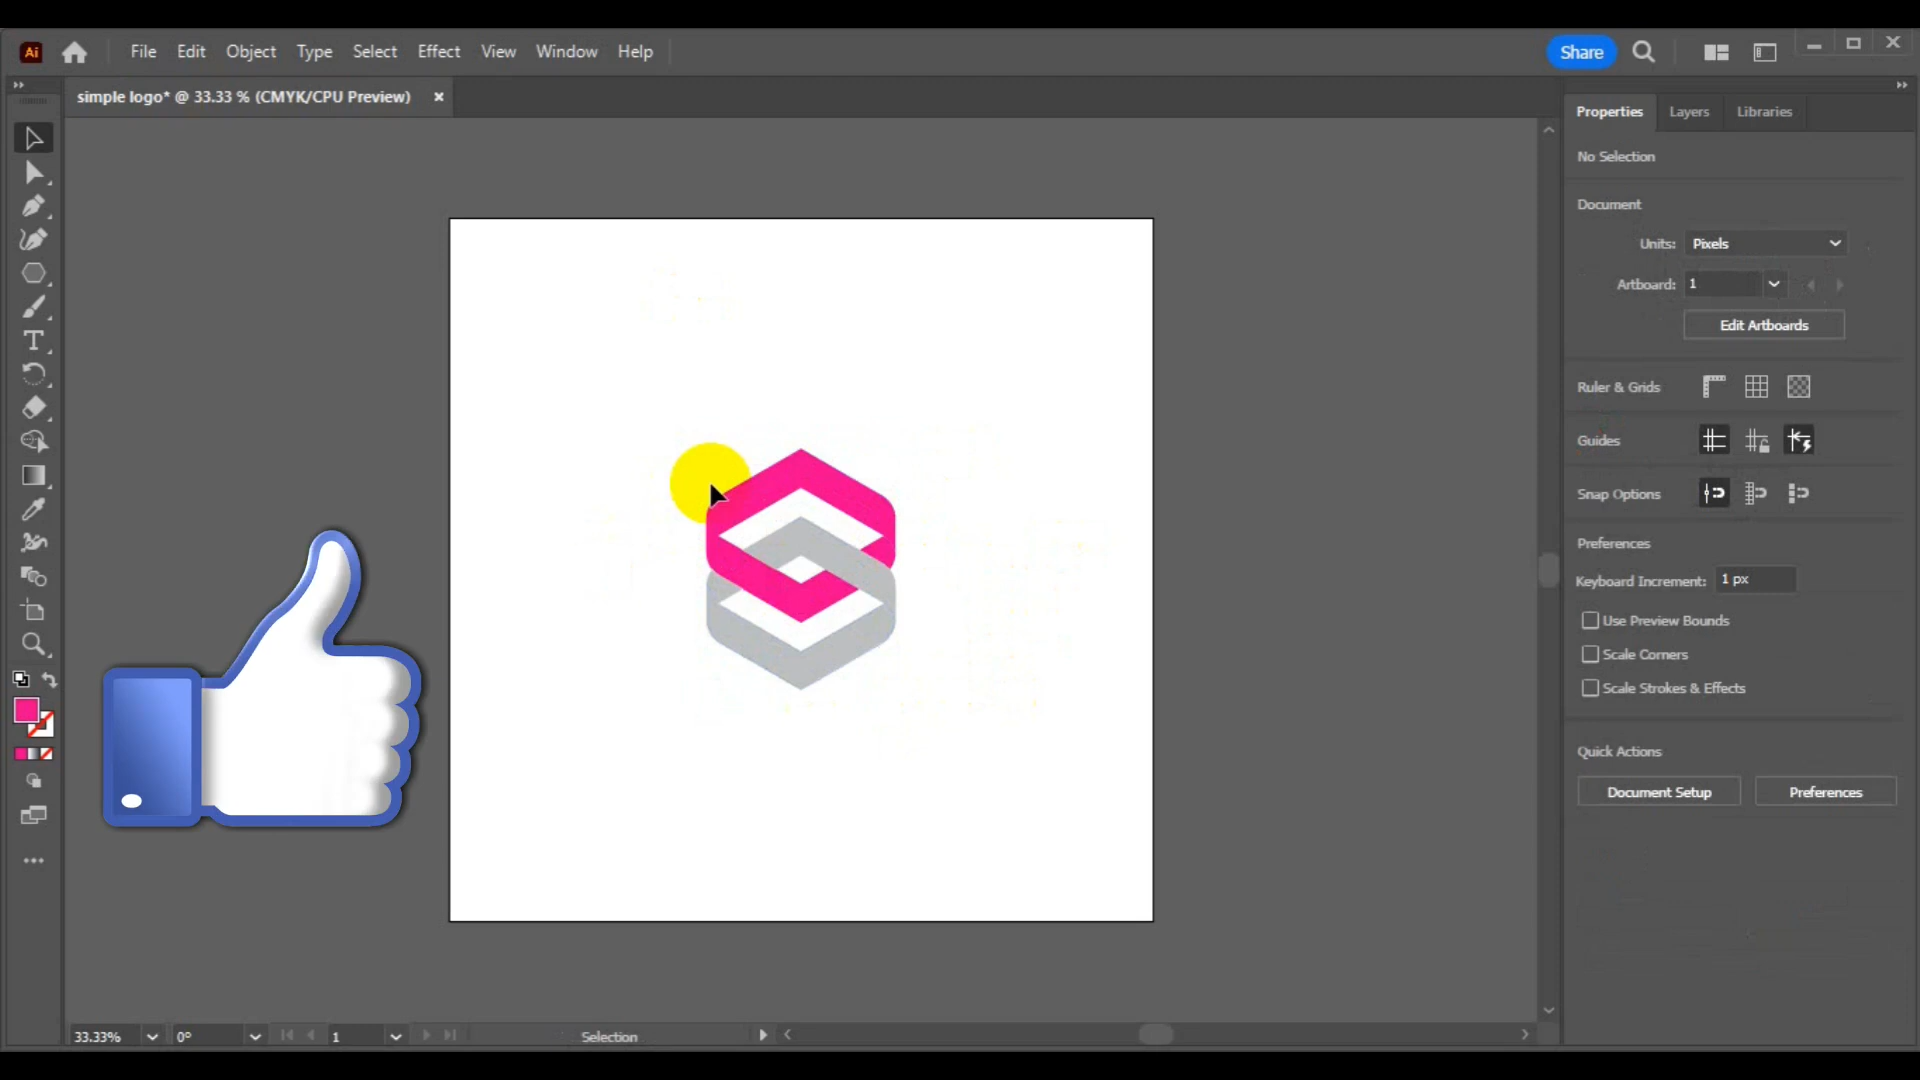 Ai File Edit Object Type Select Effect View Window Help Share
simple logo* @ 33.33 % (CMYK/CPU Preview)
Properties Layers Libraries
No Selection
Document
Units: Pixels
Artboard: 1
Edit Artboards
Ruler & Grids
Guides
Snap Options
Preferences
Keyboard Increment: 1 px
Use Preview Bounds
Scale Corners
Scale Strokes & Effects
Quick Actions
Document Setup Preferences
33.33% 0° 1 Selection